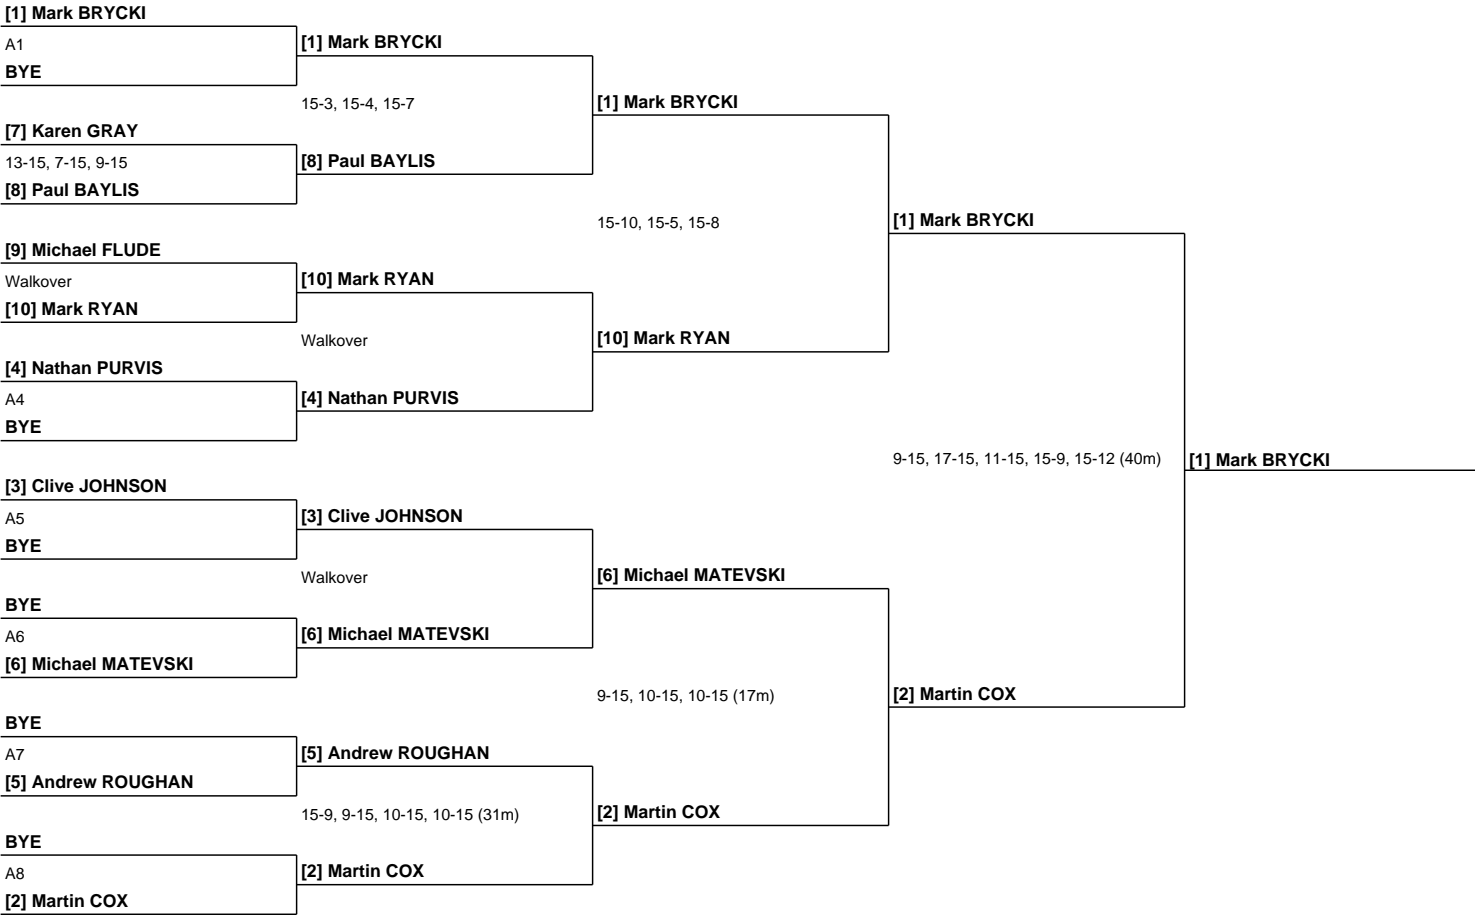 [1] Mark BRYCKI
A1
BYE
[7] Karen GRAY
13-15, 7-15, 9-15
[8] Paul BAYLIS
[9] Michael FLUDE
Walkover
[10] Mark RYAN
[4] Nathan PURVIS
A4
BYE
[3] Clive JOHNSON
A5
BYE
BYE
A6
[6] Michael MATEVSKI
BYE
A7
[5] Andrew ROUGHAN
BYE
A8
[2] Martin COX
[1] Mark BRYCKI
15-3, 15-4, 15-7
[8] Paul BAYLIS
[10] Mark RYAN
Walkover
[4] Nathan PURVIS
[3] Clive JOHNSON
Walkover
[6] Michael MATEVSKI
[5] Andrew ROUGHAN
15-9, 9-15, 10-15, 10-15 (31m)
[2] Martin COX
[1] Mark BRYCKI
15-10, 15-5, 15-8
[10] Mark RYAN
[6] Michael MATEVSKI
9-15, 10-15, 10-15 (17m)
[2] Martin COX
[1] Mark BRYCKI
9-15, 17-15, 11-15, 15-9, 15-12 (40m)
[2] Martin COX
[1] Mark BRYCKI